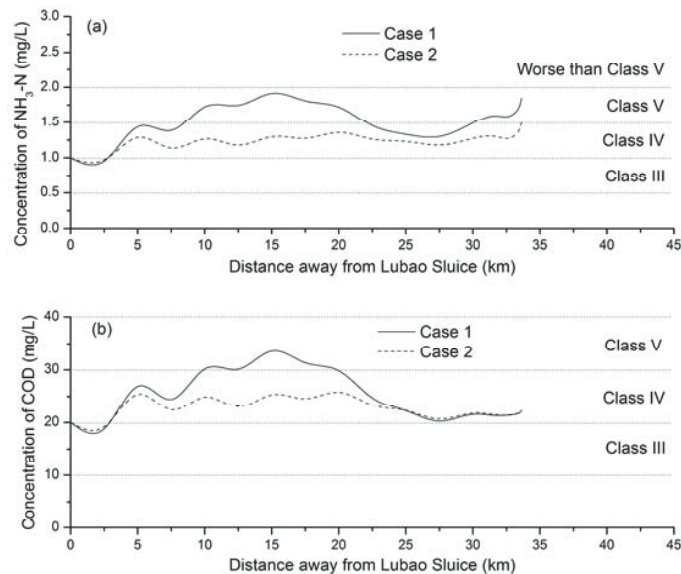 (a)
Case 1
Case 2
Worse than Class V
Class V
Class IV
Class III
Concentration of NH3-N (mg/L)
3.0
2.5
2.0
1.5
1.0
0.5
0.0
0 5 10 15 20 25 30 35 40 45
Distance away from Lubao Sluice (km)
(b)
Case 1
Case 2
Class V
Class IV
Class III
Concentration of COD (mg/L)
40
30
20
10
0
0 5 10 15 20 25 30 35 40 45
Distance away from Lubao Sluice (km)